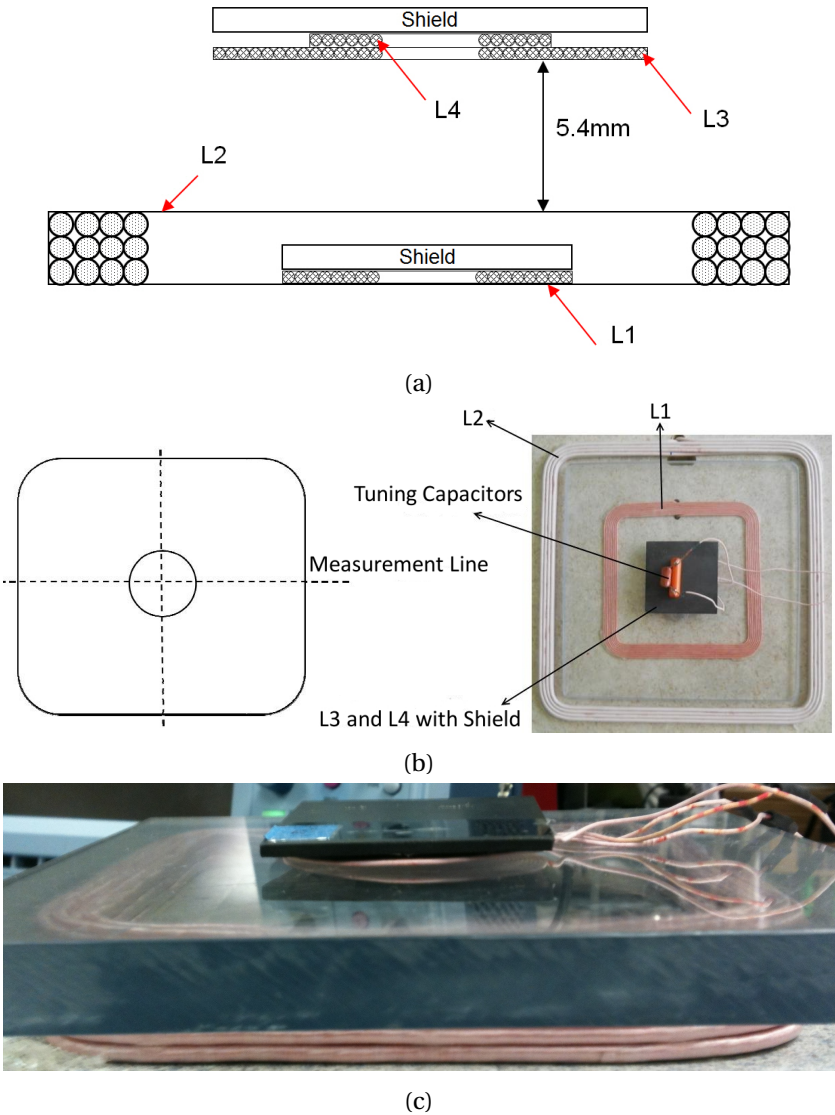 Shield
L4
L3
5.4mm
L2
Shield
L1
(a)
L2
L1
Tuning Capacitors
Measurement Line
L3 and L4 with Shield
(b)
(c)